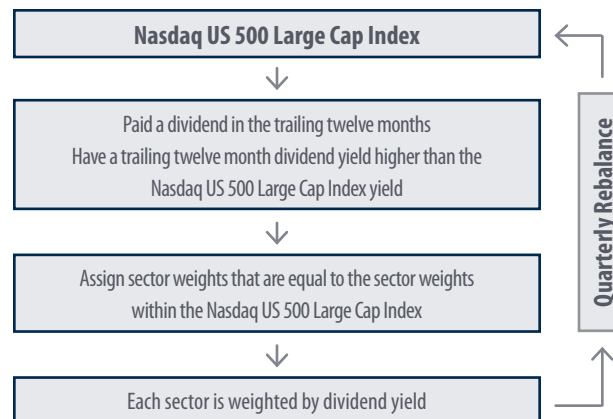 Nasdaq US 500 Large Cap Index
Paid a dividend in the trailing twelve months
Have a trailing twelve month dividend yield higher than the
Nasdaq US 500 Large Cap Index yield
Assign sector weights that are equal to the sector weights
within the Nasdaq US 500 Large Cap Index
Each sector is weighted by dividend yield
Quarterly Rebalance